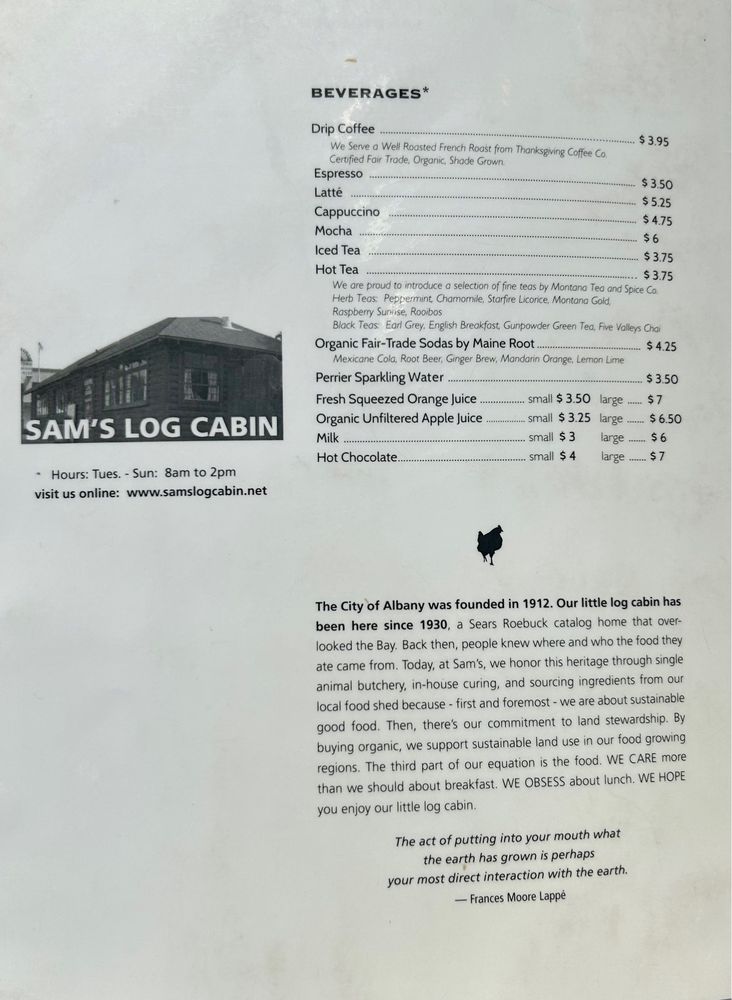 BEVERAGES*
Drip Coffee ........ $ 3.95
We Serve a Well Roasted French Roast from Thanksgiving Coffee Co.
Certified Fair Trade, Organic, Shade Grown.
Espresso ........ $ 3.50
Latté ........ $ 5.25
Cappuccino ........ $ 4.75
Mocha ........ $ 6
Iced Tea ........ $ 3.75
Hot Tea ........ $ 3.75
We are proud to introduce a selection of fine teas by Montana Tea and Spice Co.
Herb Teas: Peppermint, Chamomile, Starfire Licorice, Montana Gold,
Raspberry Sunrise, Rooibos
Black Teas: Earl Grey, English Breakfast, Gunpowder Green Tea, Five Valleys Chai
Organic Fair-Trade Sodas by Maine Root ........ $ 4.25
Mexicane Cola, Root Beer, Ginger Brew, Mandarin Orange, Lemon Lime
Perrier Sparkling Water ........ $ 3.50
Fresh Squeezed Orange Juice ........ small $ 3.50 large ...... $ 7
Organic Unfiltered Apple Juice ........ small $ 3.25 large ...... $ 6.50
Milk ........ small $ 3 large ...... $ 6
Hot Chocolate........ small $ 4 large ...... $ 7
SAM'S LOG CABIN
Hours: Tues. - Sun: 8am to 2pm
visit us online: www.samslogcabin.net
The City of Albany was founded in 1912. Our little log cabin has
been here since 1930, a Sears Roebuck catalog home that over-
looked the Bay. Back then, people knew where and who the food they
ate came from. Today, at Sam's, we honor this heritage through single
animal butchery, in-house curing, and sourcing ingredients from our
local food shed because - first and foremost - we are about sustainable
good food. Then, there's our commitment to land stewardship. By
buying organic, we support sustainable land use in our food growing
regions. The third part of our equation is the food. WE CARE more
than we should about breakfast. WE OBSESS about lunch. WE HOPE
you enjoy our little log cabin.
The act of putting into your mouth what
the earth has grown is perhaps
your most direct interaction with the earth.
— Frances Moore Lappé